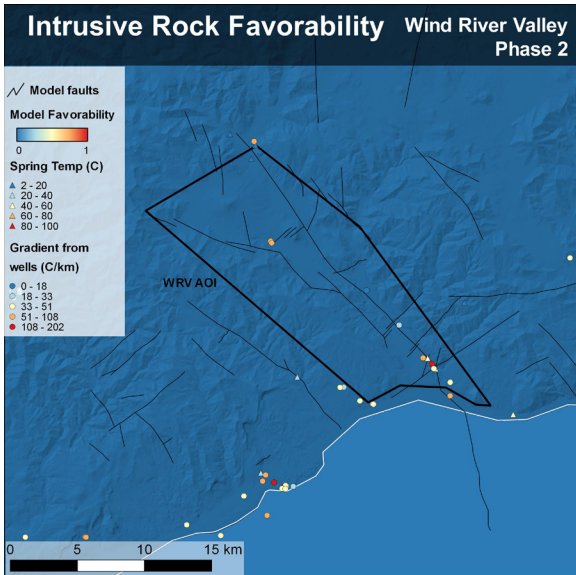 Intrusive Rock Favorability
Wind River Valley
Phase 2
Model faults
Model Favorability
0 1
Spring Temp (C)
2 - 20
20 - 40
40 - 60
60 - 80
80 - 100
Gradient from
wells (C/km)
0 - 18
18 - 33
33 - 51
51 - 108
108 - 202
WRV AOI
0 5 10 15 km